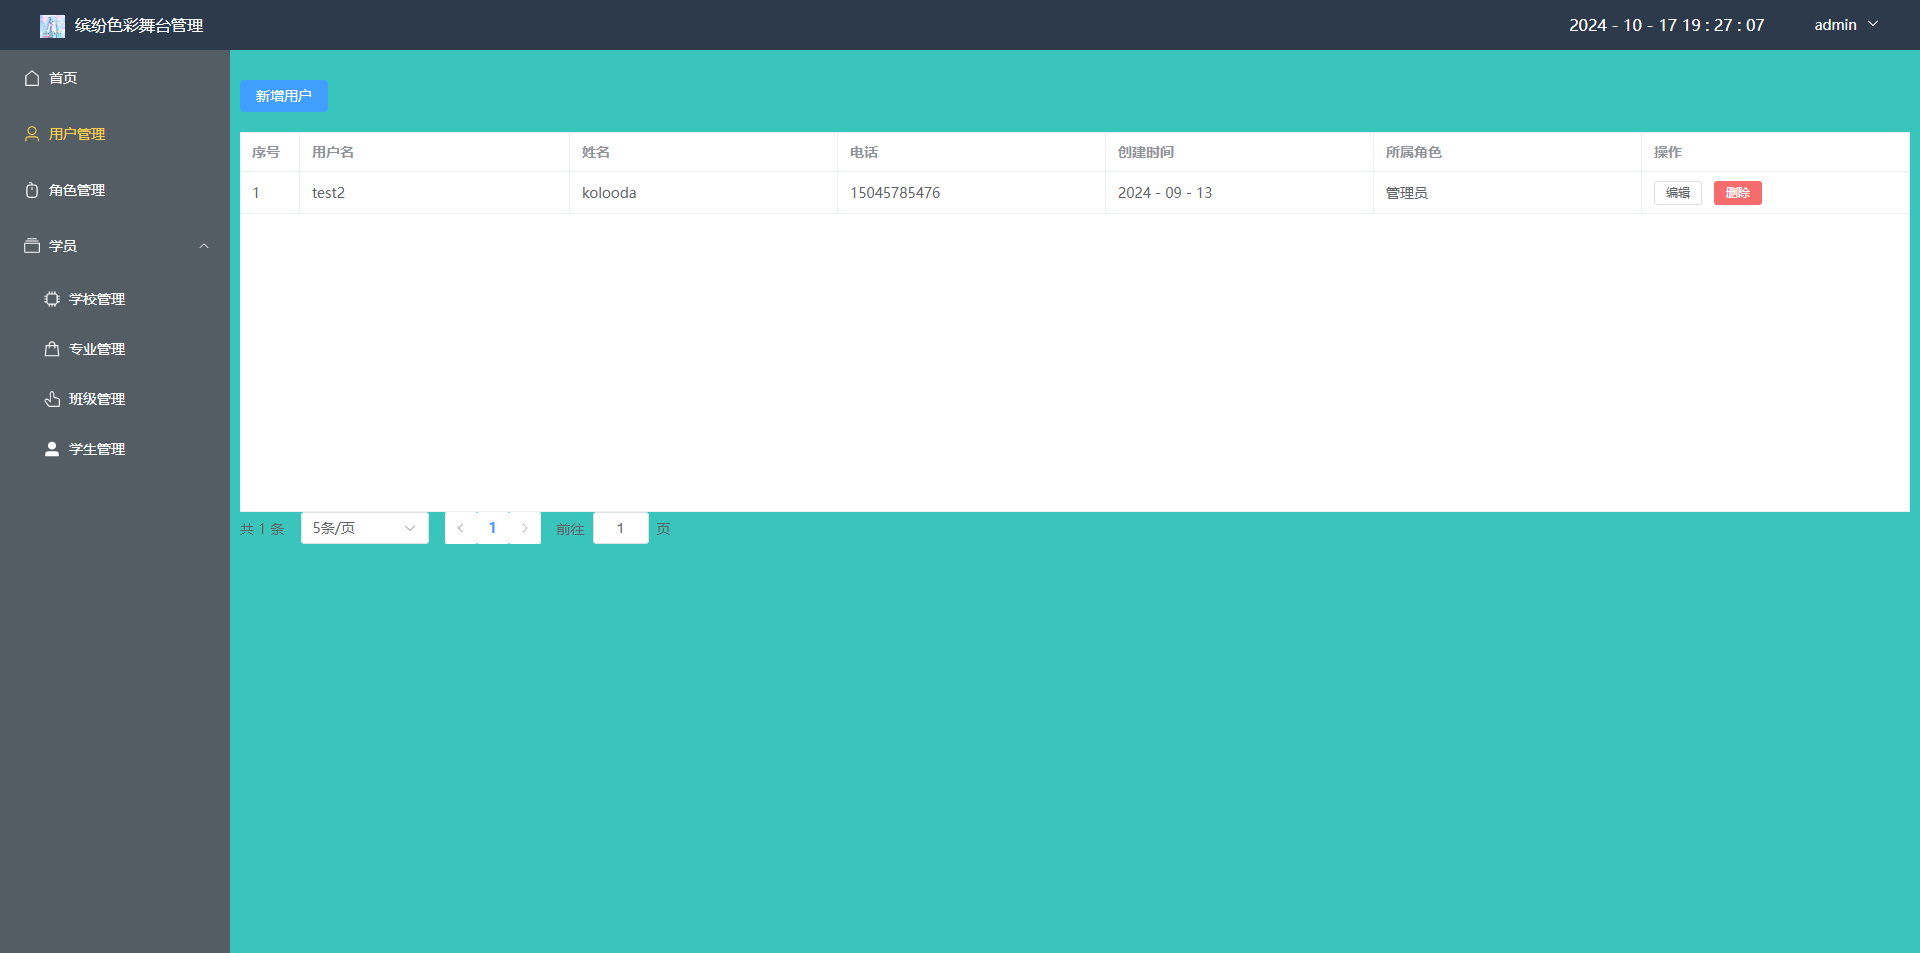 缤纷色彩舞台管理
2024 - 10 - 17 19 : 27 : 07
admin
首页
用户管理
角色管理
学员
学校管理
专业管理
班级管理
学生管理
新增用户
序号 用户名 姓名 电话 创建时间 所属角色 操作
1 test2 kolooda 15045785476 2024 - 09 - 13 管理员 编辑 删除
共 1 条 5条/页 1 前往 1 页